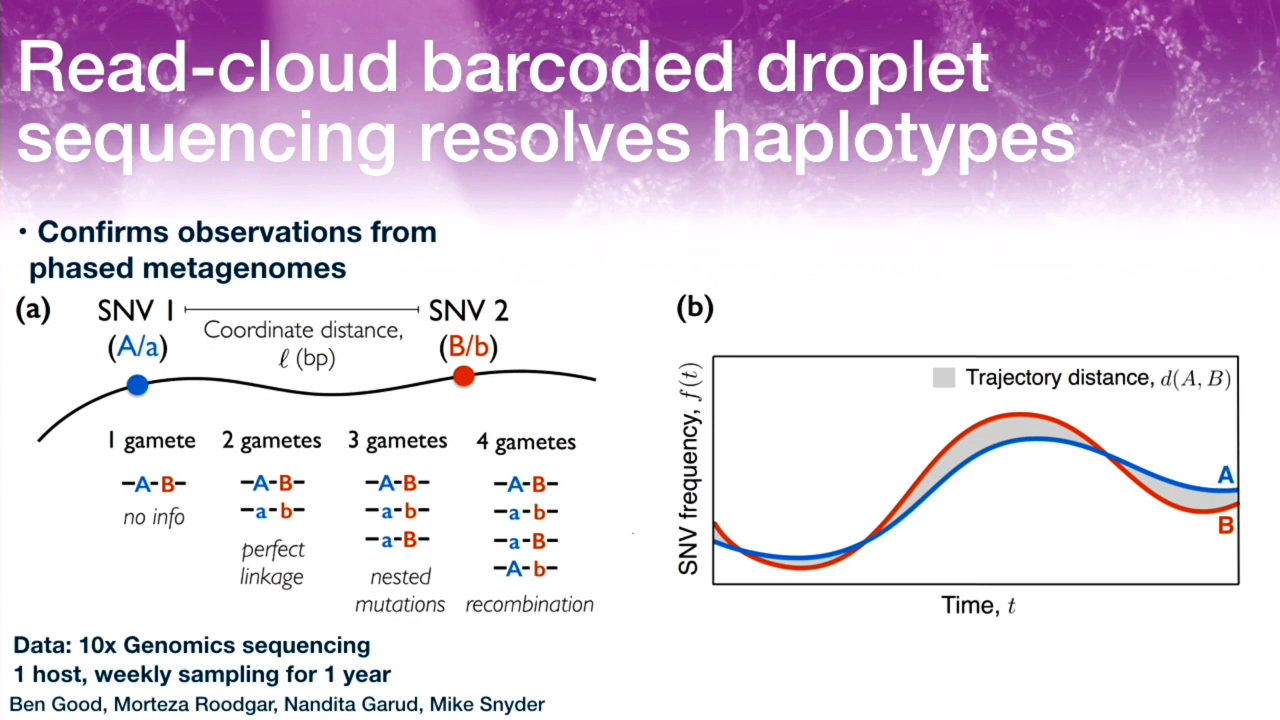 Read-cloud barcoded droplet
sequencing resolves haplotypes
• Confirms observations from
phased metagenomes
(a)
SNV 1
SNV 2
(A/a)
Coordinate distance,
ℓ (bp)
(B/b)
1 gamete
2 gametes
3 gametes
4 gametes
-A-B-
no info
-A-B-
-a-b-
perfect
linkage
-A-B-
-a-b-
-a-B-
nested
mutations
-A-B-
-a-b-
-a-B-
-A-b-
recombination
(b)
Trajectory distance, d(A, B)
SNV frequency, f(t)
A
B
Time, t
Data: 10x Genomics sequencing
1 host, weekly sampling for 1 year
Ben Good, Morteza Roodgar, Nandita Garud, Mike Snyder